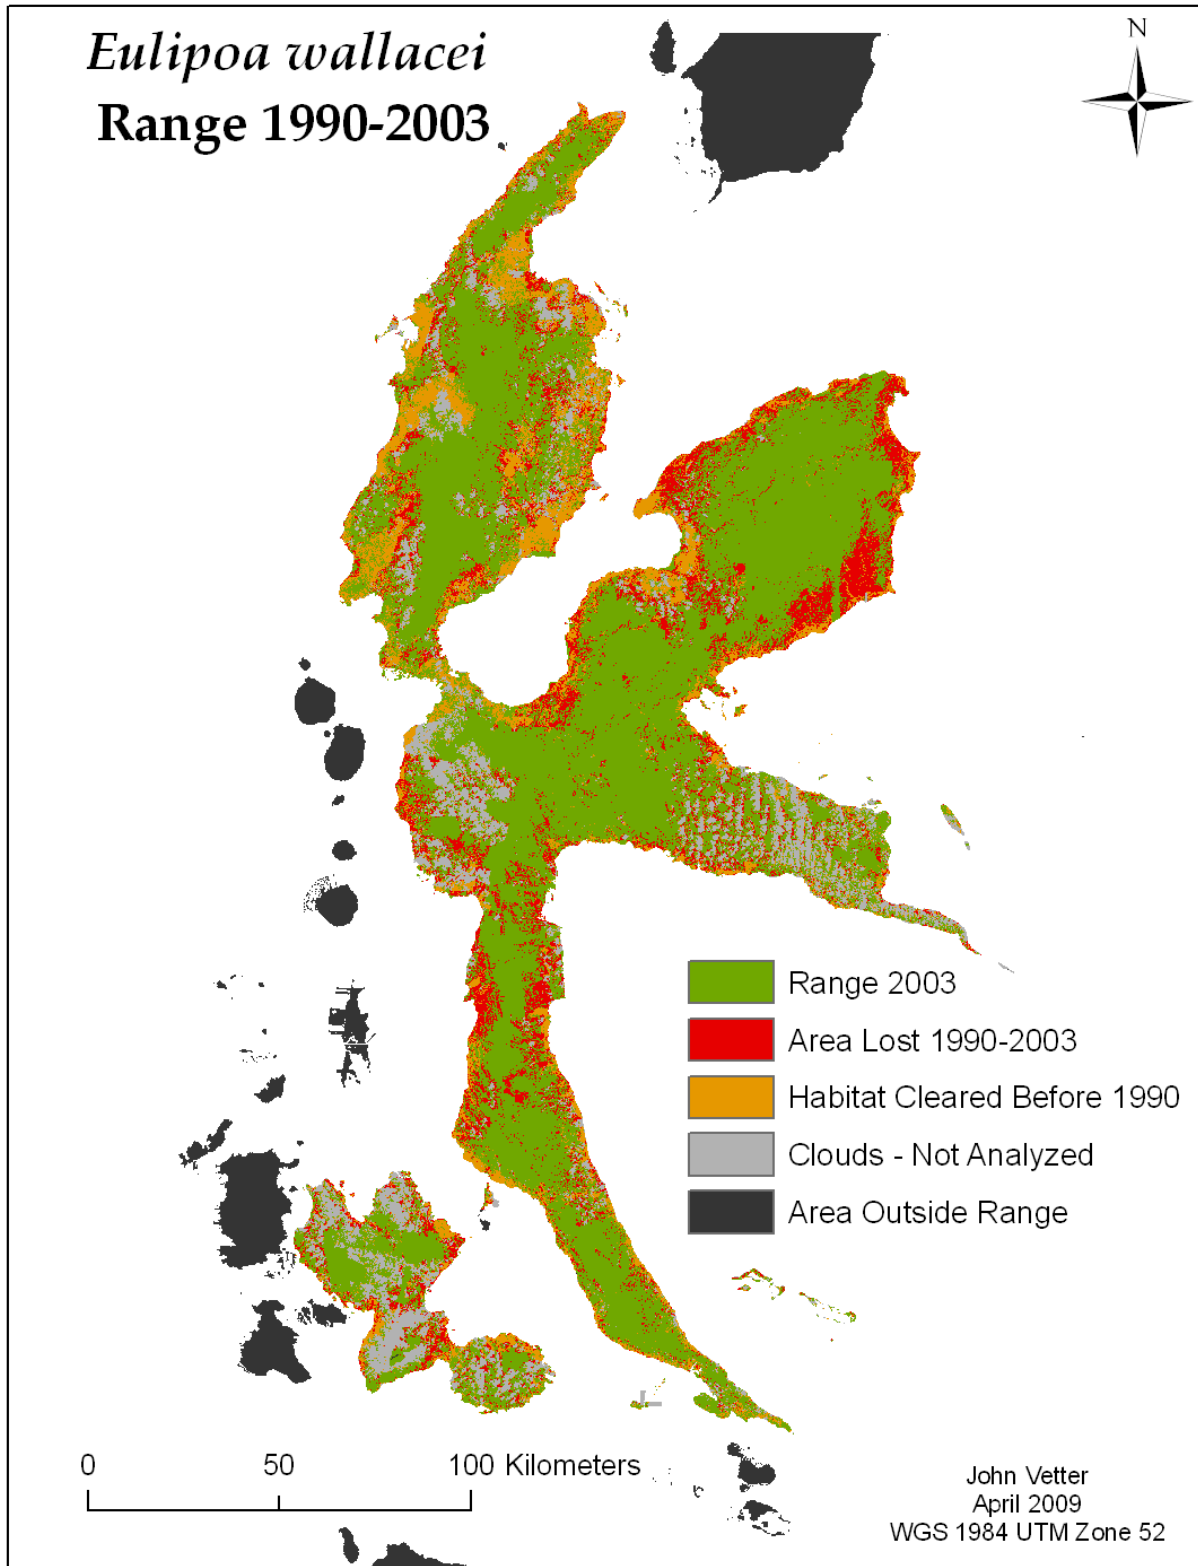 Eulipoa wallacei
Range 1990-2003
N
Range 2003
Area Lost 1990-2003
Habitat Cleared Before 1990
Clouds - Not Analyzed
Area Outside Range
0 50 100 Kilometers
John Vetter
April 2009
WGS 1984 UTM Zone 52